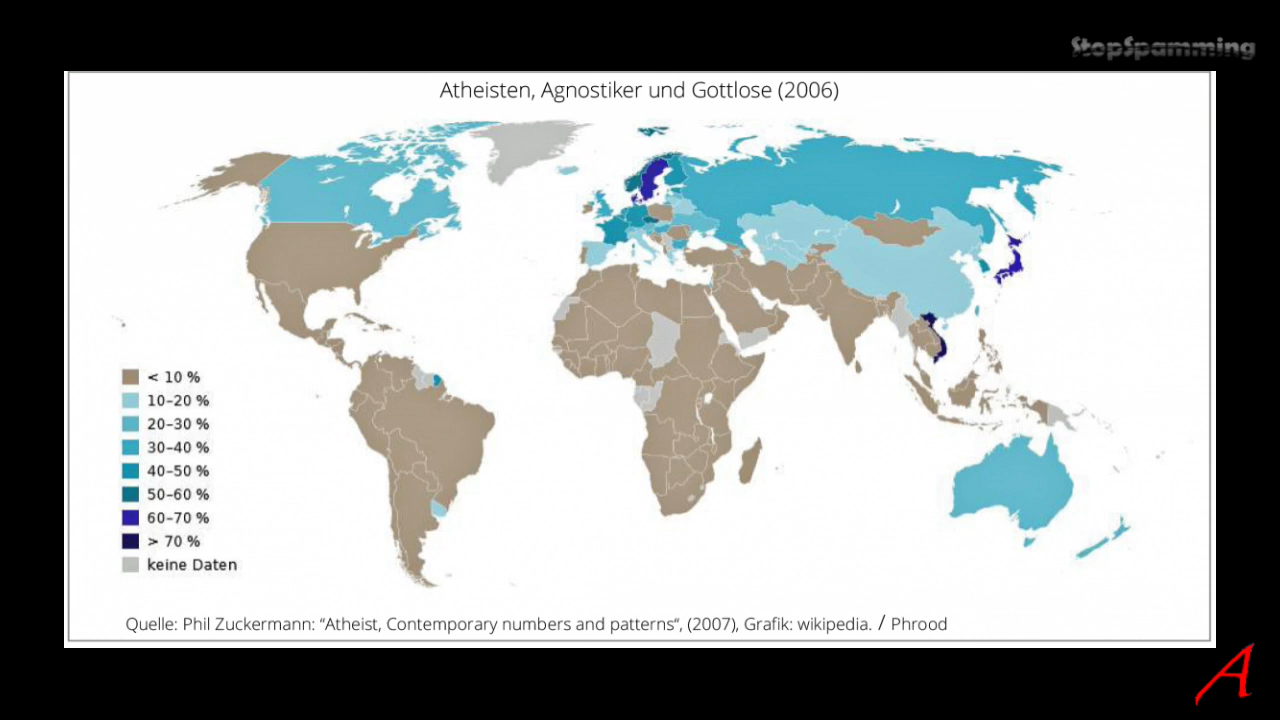 StopSpamming
Atheisten, Agnostiker und Gottlose (2006)
< 10 %
10–20 %
20–30 %
30–40 %
40–50 %
50–60 %
60–70 %
> 70 %
keine Daten
Quelle: Phil Zuckermann: “Atheist, Contemporary numbers and patterns“, (2007), Grafik: wikipedia. / Phrood
A